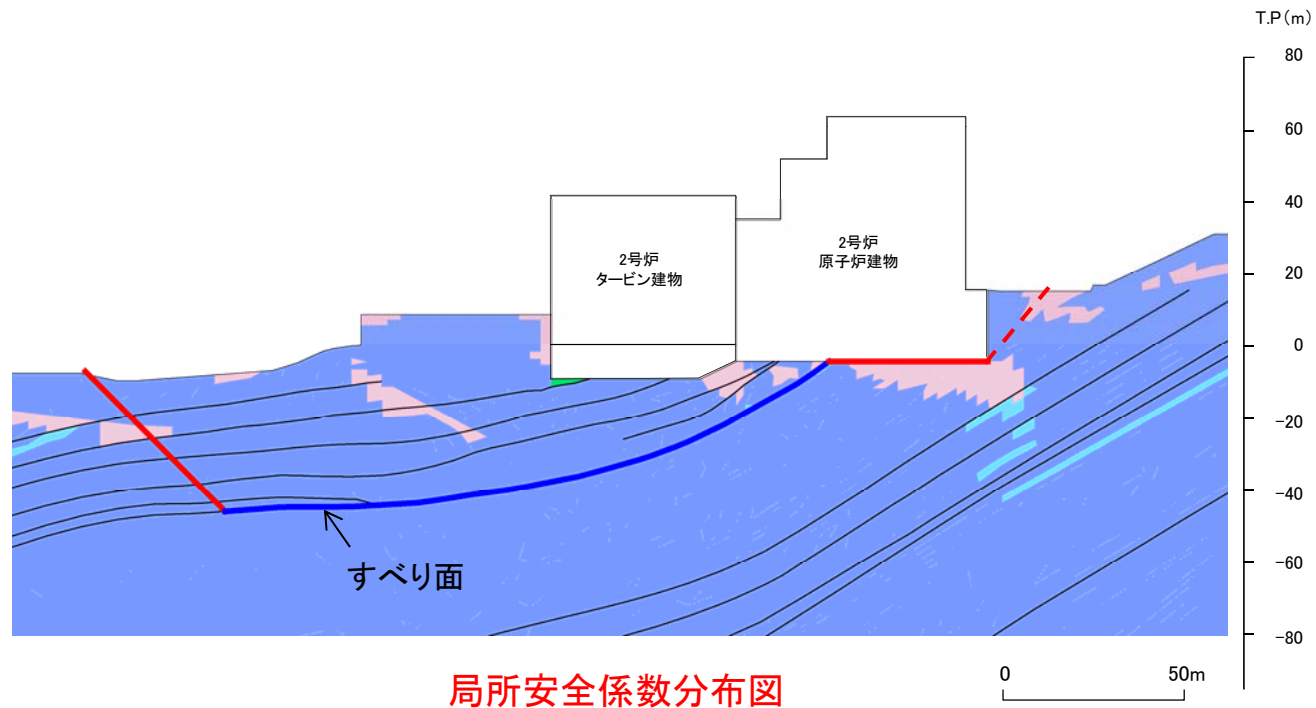 T.P(m)
80
60
40
20
0
-20
-40
-60
-80
2号炉
タービン建物
2号炉
原子炉建物
すべり面
局所安全係数分布図
0
50m